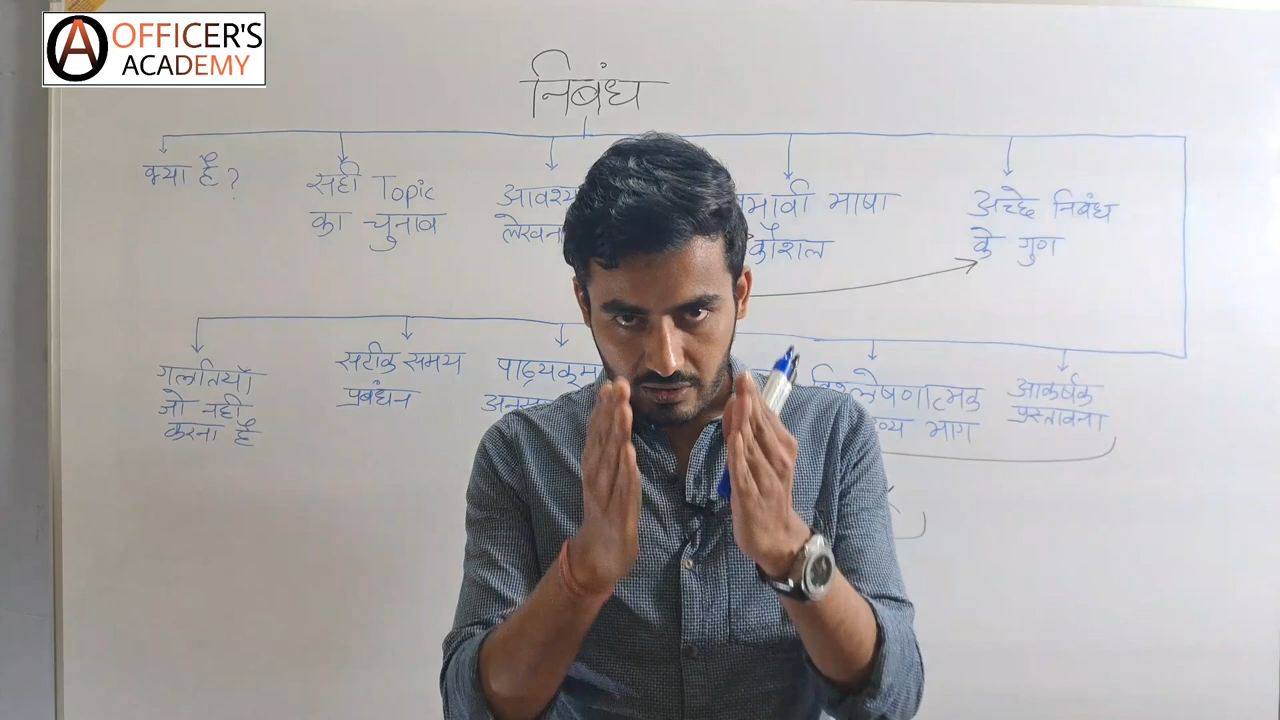 OFFICER'S
ACADEMY
निबंध
क्या है ?
सही Topic
का चुनाव
भाषा
कौशल
अच्छे निबंध
के गुण
गलतियाँ
जो नही
करना है
सटीक समय
प्रबंधन
विश्लेषणात्मक
भाग
आकर्षक
प्रस्तावना